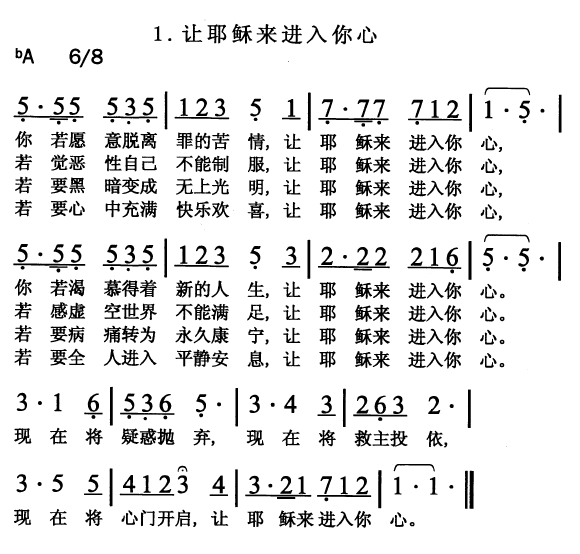 1. 让耶稣来进入你心
ᵇA 6/8
5·55 535 | 123 5 1 | 7·77 712 | 1·5· |
你 若愿 意脱离 罪的苦 情,让 耶 稣来 进入你 心,
若 觉恶 性自己 不能制 服,让 耶 稣来 进入你 心,
若 要黑 暗变成 无上光 明,让 耶 稣来 进入你 心,
若 要心 中充满 快乐欢 喜,让 耶 稣来 进入你 心,
5·55 535 | 123 5 3 | 2·22 216 | 5·5· |
你 若渴 慕得着 新的人 生,让 耶 稣来 进入你 心。
若 感虚 空世界 不能满 足,让 耶 稣来 进入你 心。
若 要病 痛转为 永久康 宁,让 耶 稣来 进入你 心。
若 要全 人进入 平静安 息,让 耶 稣来 进入你 心。
3·1 6 | 536 5· | 3·4 3 | 263 2· |
现 在 将 疑惑抛 弃, 现 在 将 救主投 依,
3·5 5 | 4123 4 | 3·21 712 | 1·1· ‖
现 在 将 心门开启,让 耶 稣来 进入你 心。